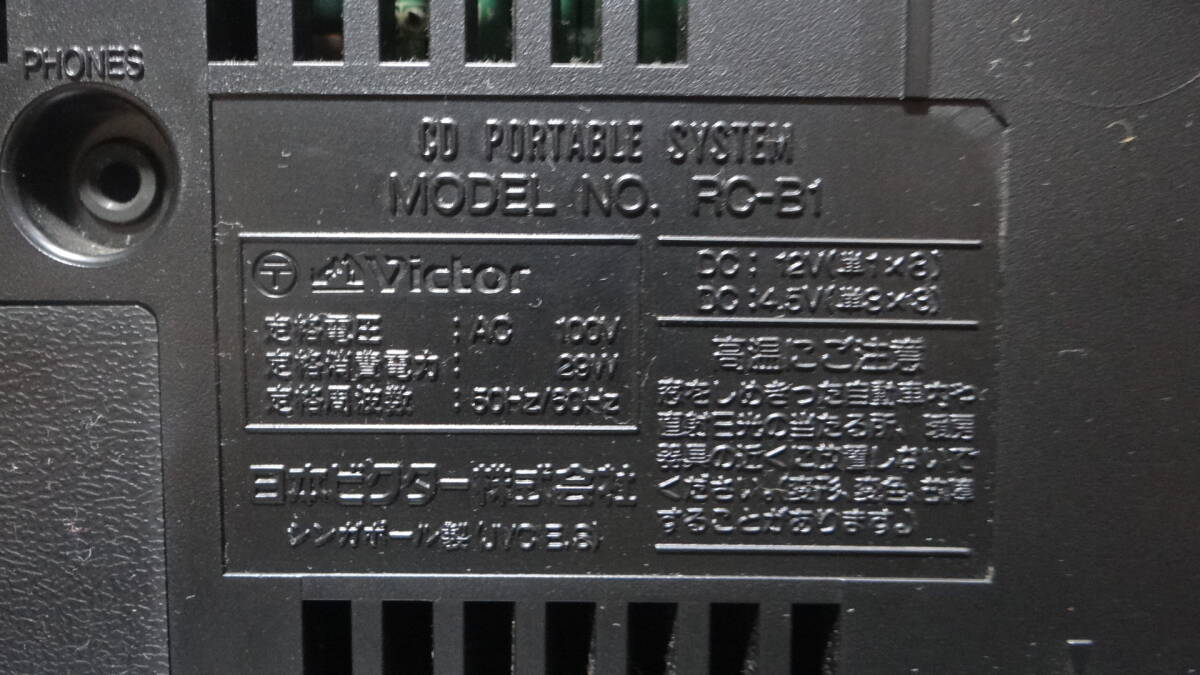 PHONES
CD PORTABLE SYSTEM
MODEL NO. RC-B1
〒 Victor
定格電圧 : AC 100V
定格消費電力 : 29W
定格周波数 : 50Hz/60Hz
日本ビクター株式会社
シンガポール製 (JVC E.S)
DC : 12V(単1×8)
DC : 4.5V(単3×3)
高温にご注意
窓をしめきった自動車内や、
直射日光の当たる所、暖房
器具の近くに放置しないで
ください。(変形、変色、故障
することがあります。)